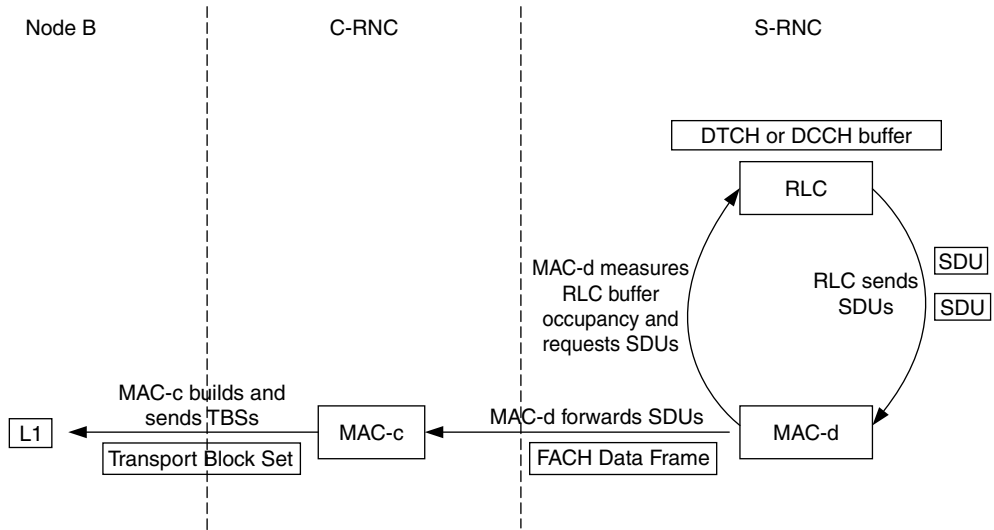 Node B
C-RNC
S-RNC
DTCH or DCCH buffer
RLC
MAC-d measures
RLC buffer
occupancy and
requests SDUs
RLC sends
SDUs
SDU
SDU
MAC-c builds and
sends TBSs
L1
Transport Block Set
MAC-c
MAC-d forwards SDUs
FACH Data Frame
MAC-d